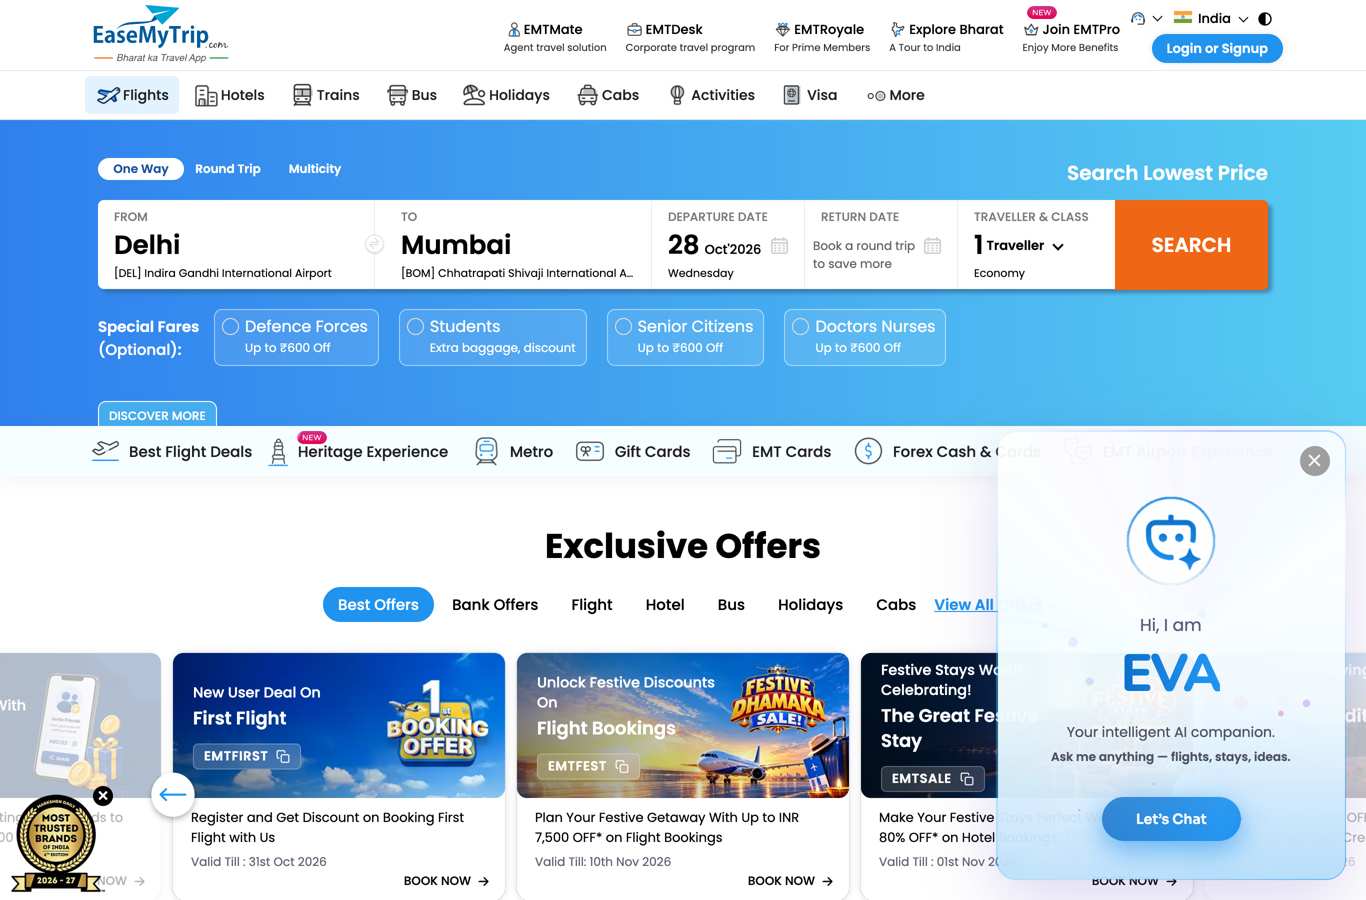 EaseMyTrip.com
Bharat ka Travel App
EMTMate
Agent travel solution
EMTDesk
Corporate travel program
EMTRoyale
For Prime Members
Explore Bharat
A Tour to India
NEW
Join EMTPro
Enjoy More Benefits
India
Login or Signup
Flights
Hotels
Trains
Bus
Holidays
Cabs
Activities
Visa
More
One Way
Round Trip
Multicity
Search Lowest Price
FROM
Delhi
[DEL] Indira Gandhi International Airport
TO
Mumbai
[BOM] Chhatrapati Shivaji International A...
DEPARTURE DATE
28 Oct'2026
Wednesday
RETURN DATE
Book a round trip
to save more
TRAVELLER & CLASS
1 Traveller
Economy
SEARCH
Special Fares
(Optional):
Defence Forces
Up to ₹600 Off
Students
Extra baggage, discount
Senior Citizens
Up to ₹600 Off
Doctors Nurses
Up to ₹600 Off
DISCOVER MORE
Best Flight Deals
NEW
Heritage Experience
Metro
Gift Cards
EMT Cards
Forex Cash & Cards
EMT Airport Experience
Exclusive Offers
Best Offers
Bank Offers
Flight
Hotel
Bus
Holidays
Cabs
View All
With
New User Deal On
First Flight
EMTFIRST
1st
BOOKING
OFFER
Register and Get Discount on Booking First
Flight with Us
Valid Till : 31st Oct 2026
BOOK NOW
Unlock Festive Discounts
On
Flight Bookings
EMTFEST
FESTIVE
DHAMAKA
SALE!
Plan Your Festive Getaway With Up to INR
7,500 OFF* on Flight Bookings
Valid Till: 10th Nov 2026
BOOK NOW
Festive Stays Worth
Celebrating!
The Great Festive
Stay
EMTSALE
Make Your Festive Stays Perfect W
80% OFF* on Hotel Bookings
Valid Till : 01st Nov 20
BOOK NOW
Hi, I am
EVA
Your intelligent AI companion.
Ask me anything — flights, stays, ideas.
Let's Chat
MOST
TRUSTED
BRANDS
OF INDIA
2026 - 27
NOW